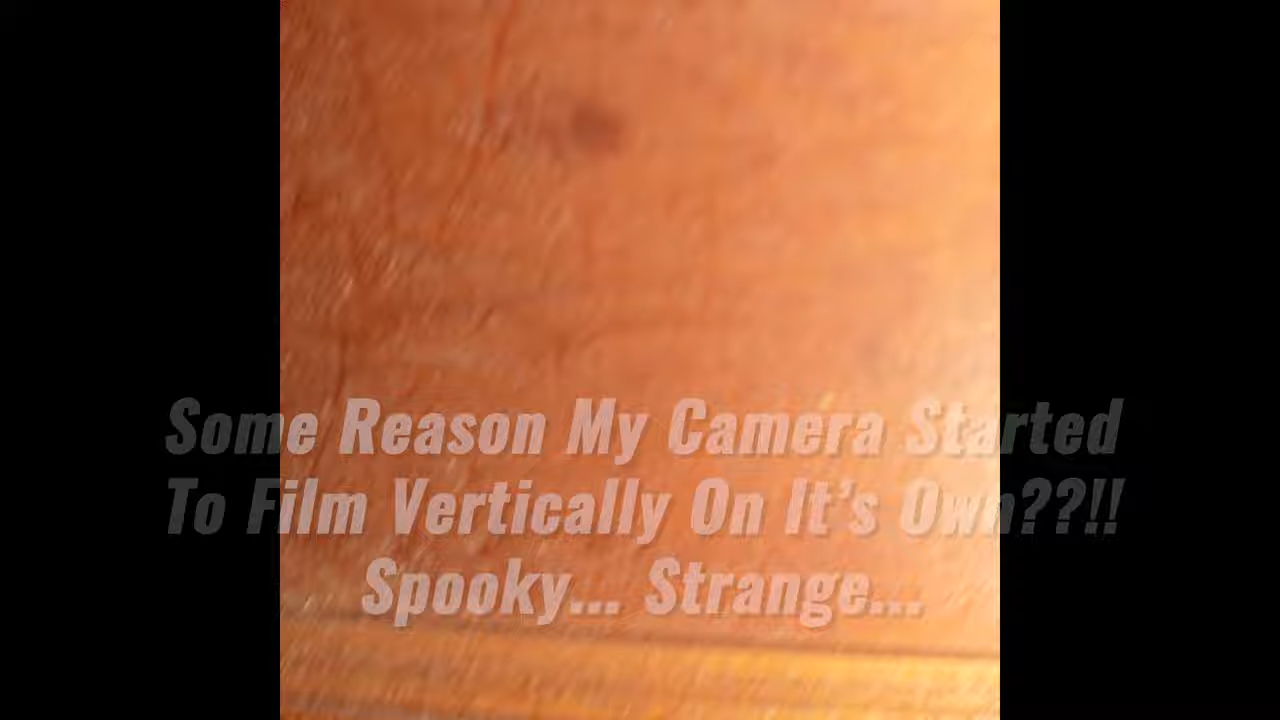 Some Reason My Camera Started
To Film Vertically On It’s Own??!!
Spooky... Strange...